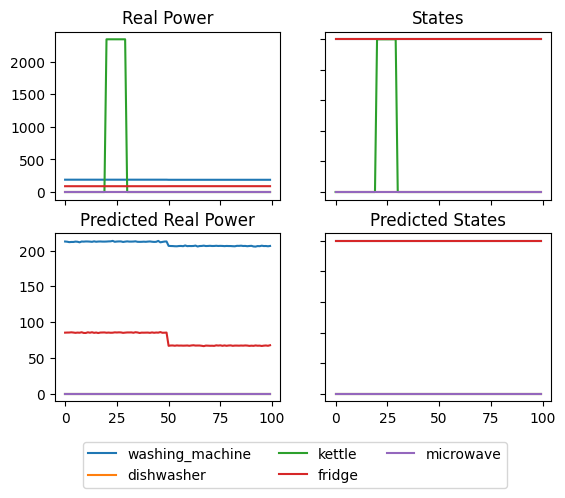 Real Power
States
2000
1500
1000
500
0
Predicted Real Power
Predicted States
200
150
100
50
0
0 25 50 75 100
0 25 50 75 100
washing_machine kettle microwave
dishwasher fridge